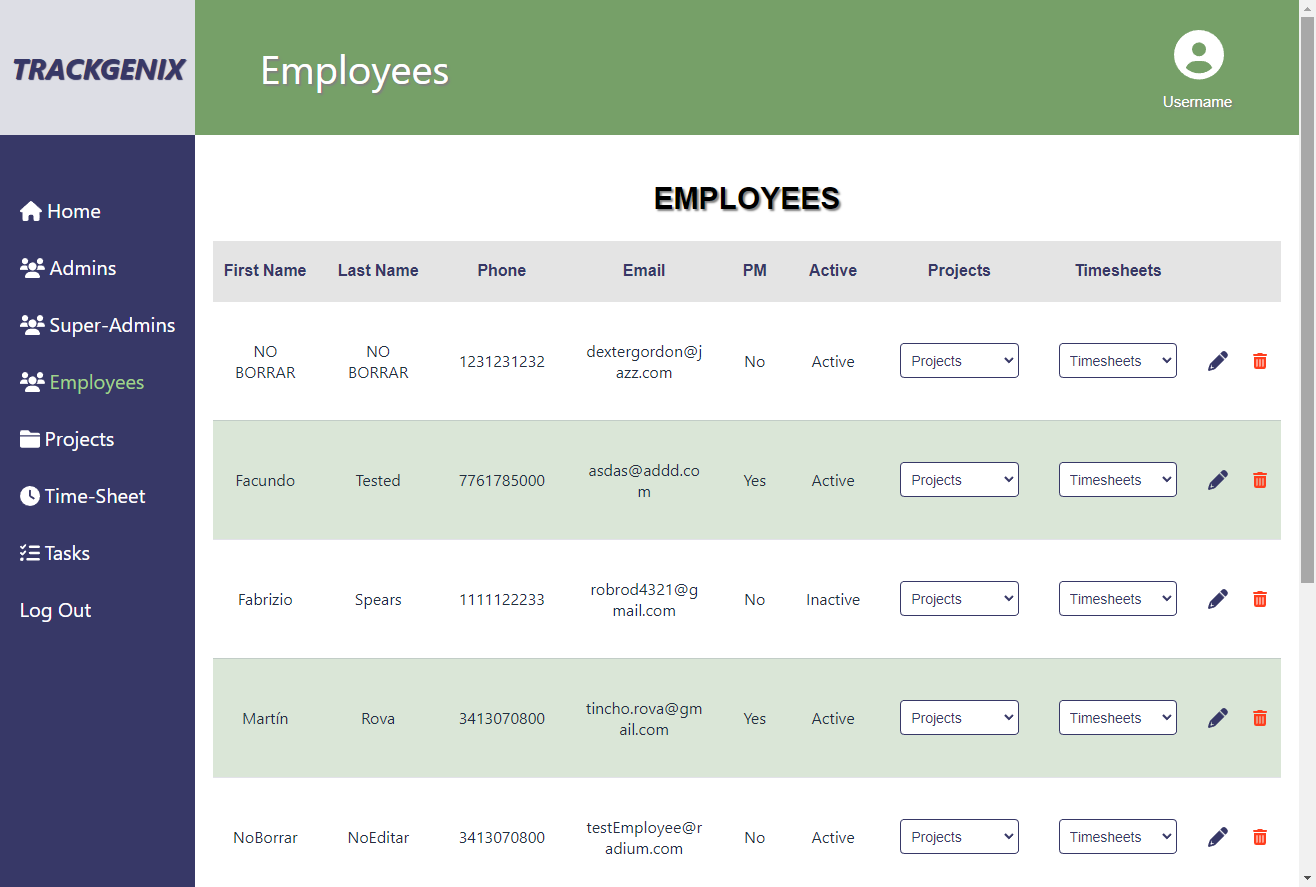 TRACKGENIX
Employees
Username
Home
Admins
Super-Admins
Employees
Projects
Time-Sheet
Tasks
Log Out
EMPLOYEES
First Name Last Name Phone Email PM Active Projects Timesheets
NO BORRAR NO BORRAR 1231231232 dextergordon@jazz.com No Active Projects Timesheets
Facundo Tested 7761785000 asdas@addd.com Yes Active Projects Timesheets
Fabrizio Spears 1111122233 robrod4321@gmail.com No Inactive Projects Timesheets
Martín Rova 3413070800 tincho.rova@gmail.com Yes Active Projects Timesheets
NoBorrar NoEditar 3413070800 testEmployee@radium.com No Active Projects Timesheets